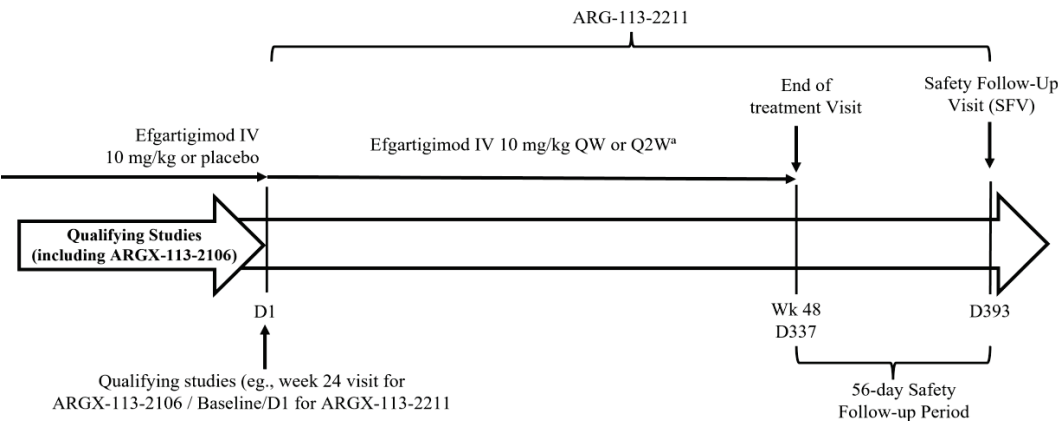 ARG-113-2211
End of
treatment Visit
Safety Follow-Up
Visit (SFV)
Efgartigimod IV
10 mg/kg or placebo
Efgartigimod IV 10 mg/kg QW or Q2Wª
Qualifying Studies
(including ARGX-113-2106)
D1
Wk 48
D337
D393
Qualifying studies (eg., week 24 visit for
ARGX-113-2106 / Baseline/D1 for ARGX-113-2211
56-day Safety
Follow-up Period